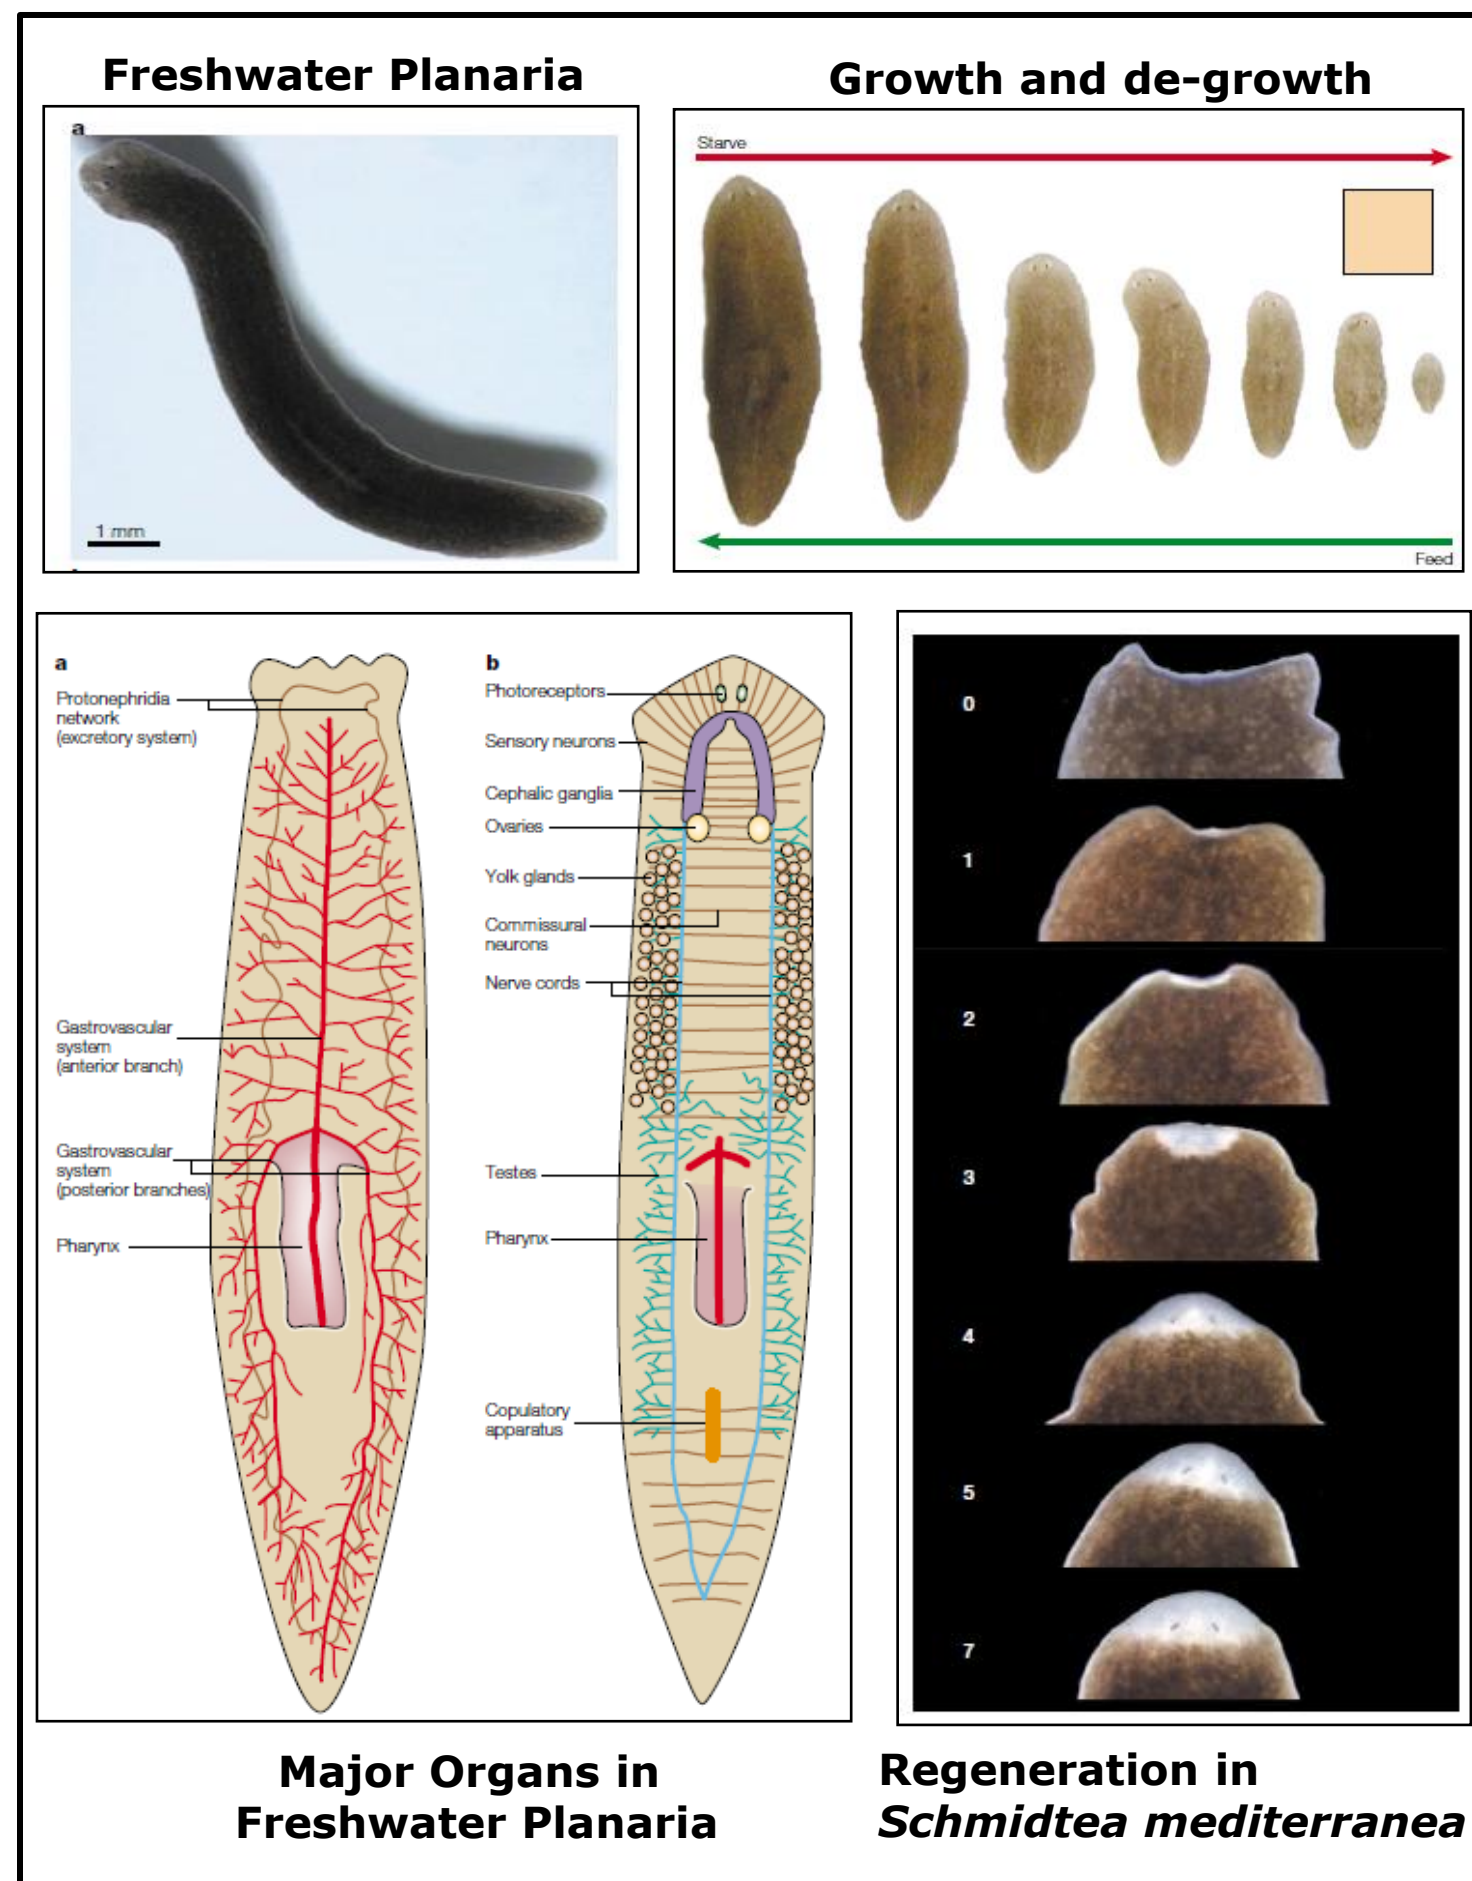 Freshwater Planaria
a
1 mm
Growth and de-growth
Starve
Feed
a
Protonephridia
network
(excretory system)
Gastrovascular
system
(anterior branch)
Gastrovascular
system
(posterior branches)
Pharynx
b
Photoreceptors
Sensory neurons
Cephalic ganglia
Ovaries
Yolk glands
Commissural
neurons
Nerve cords
Testes
Pharynx
Copulatory
apparatus
Major Organs in
Freshwater Planaria
0
1
2
3
4
5
7
Regeneration in
Schmidtea mediterranea